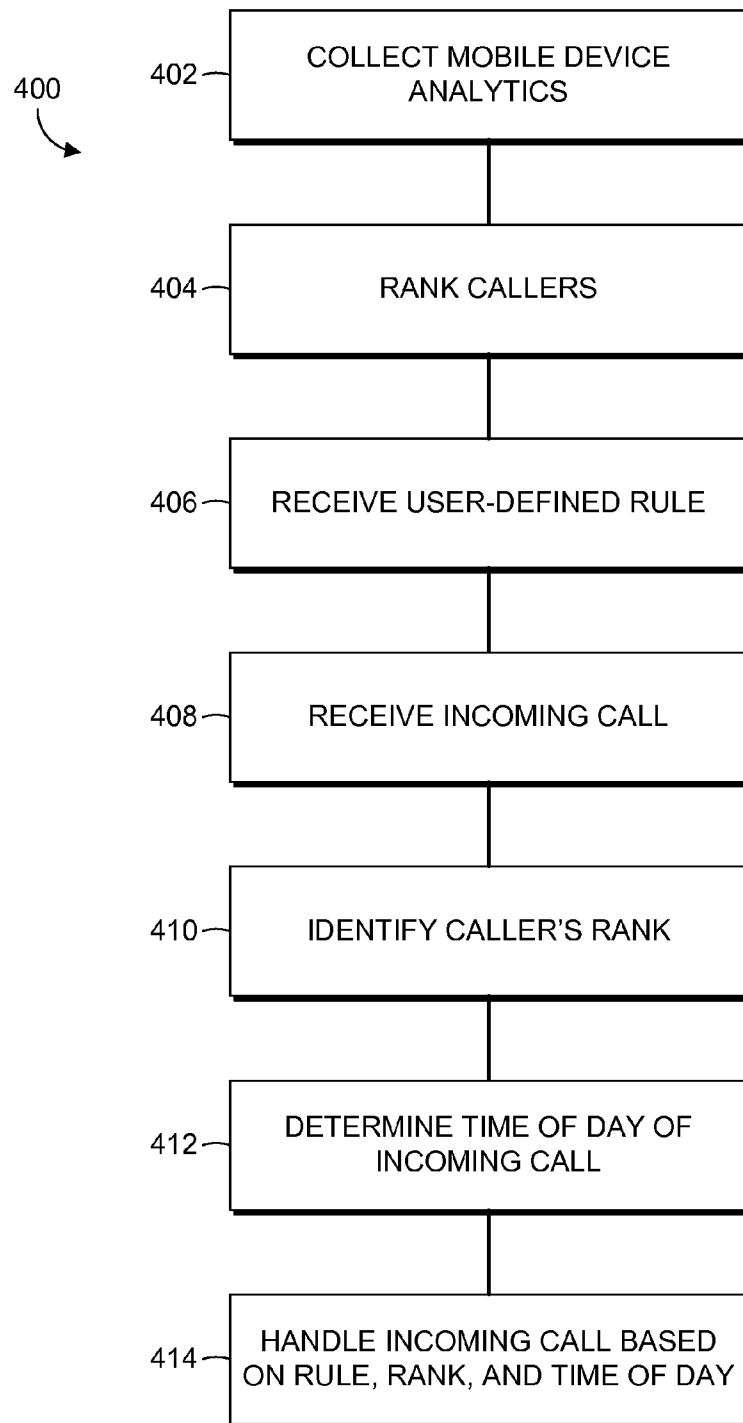 400
402
COLLECT MOBILE DEVICE
ANALYTICS
404
RANK CALLERS
406
RECEIVE USER-DEFINED RULE
408
RECEIVE INCOMING CALL
410
IDENTIFY CALLER'S RANK
412
DETERMINE TIME OF DAY OF
INCOMING CALL
414
HANDLE INCOMING CALL BASED
ON RULE, RANK, AND TIME OF DAY